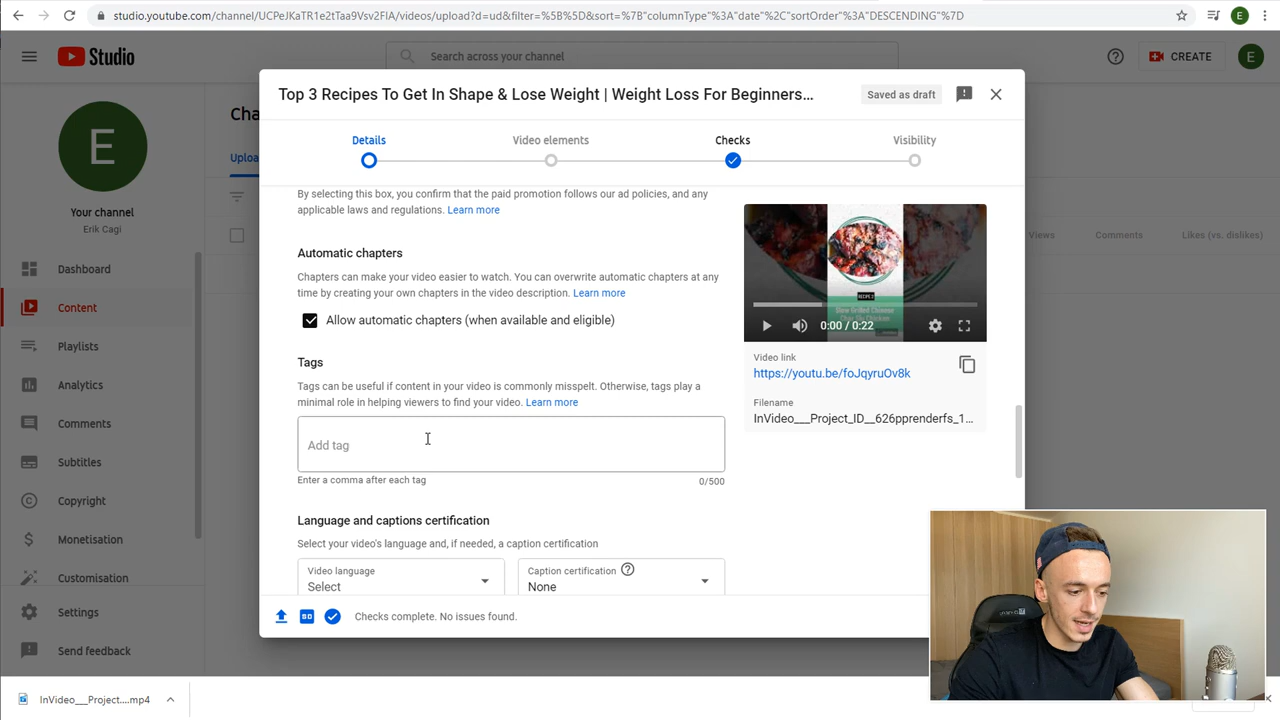 studio.youtube.com/channel/UCPeJKaTR1e2tTaa9Vsv2FIA/videos/upload?d=ud&filter=%5B%5D&sort=%7B"columnType"%3A"date"%2C"sortOrder"%3A"DESCENDING"%7D
E
Studio
Search across your channel
CREATE
E
E
Your channel
Erik Cagi
Dashboard
Content
Playlists
Analytics
Comments
Subtitles
Copyright
Monetisation
Customisation
Settings
Send feedback
Cha
Uploa
Views
Comments
Likes (vs. dislikes)
Top 3 Recipes To Get In Shape & Lose Weight | Weight Loss For Beginners...
Saved as draft
Details
Video elements
Checks
Visibility
By selecting this box, you confirm that the paid promotion follows our ad policies, and any
applicable laws and regulations. Learn more
Automatic chapters
Chapters can make your video easier to watch. You can overwrite automatic chapters at any
time by creating your own chapters in the video description. Learn more
Allow automatic chapters (when available and eligible)
Tags
Tags can be useful if content in your video is commonly misspelt. Otherwise, tags play a
minimal role in helping viewers to find your video. Learn more
Add tag
Enter a comma after each tag
0/500
Language and captions certification
Select your video's language and, if needed, a caption certification
Video language
Select
Caption certification
None
0:00 / 0:22
Video link
https://youtu.be/foJqyruOv8k
Filename
InVideo___Project_ID__626pprenderfs_1...
SD
Checks complete. No issues found.
InVideo___Project....mp4